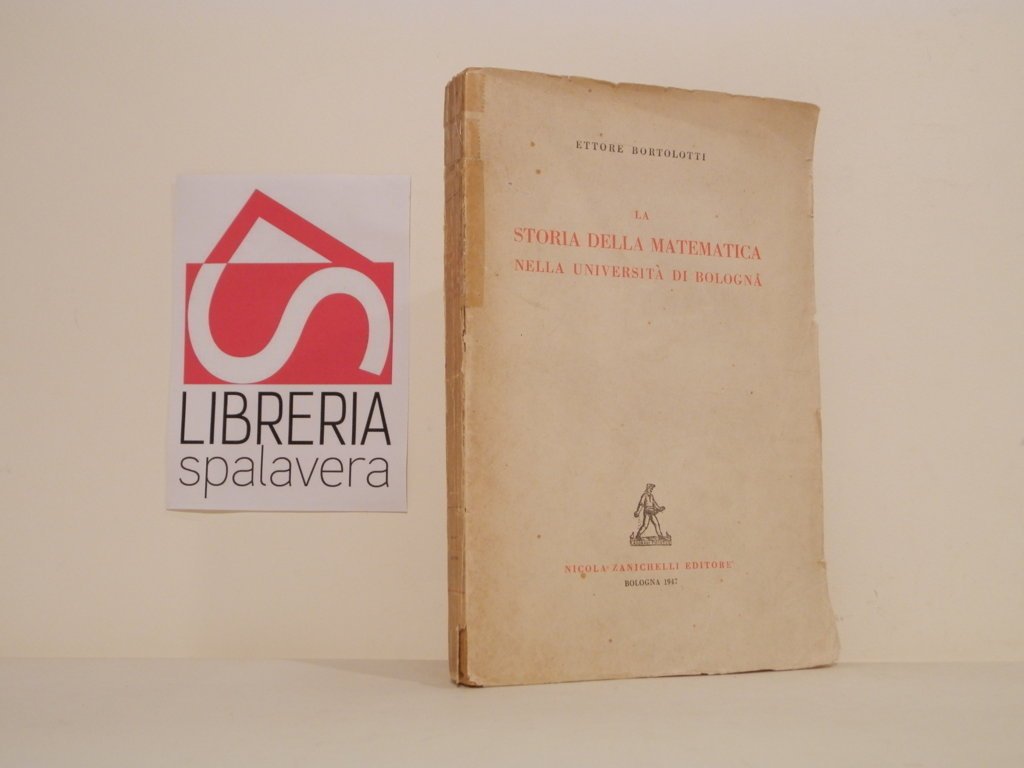 LIBRERIA
spalavera
ETTORE BORTOLOTTI
LA
STORIA DELLA MATEMATICA
NELLA UNIVERSITÀ DI BOLOGNA
NICOLA ZANICHELLI EDITORE
BOLOGNA 1947